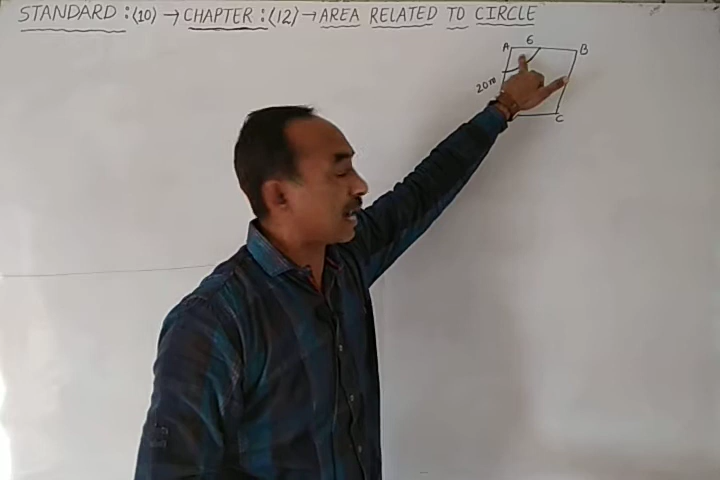 STANDARD:(10) → CHAPTER:(12) → AREA RELATED TO CIRCLE
6
A B
20m
C